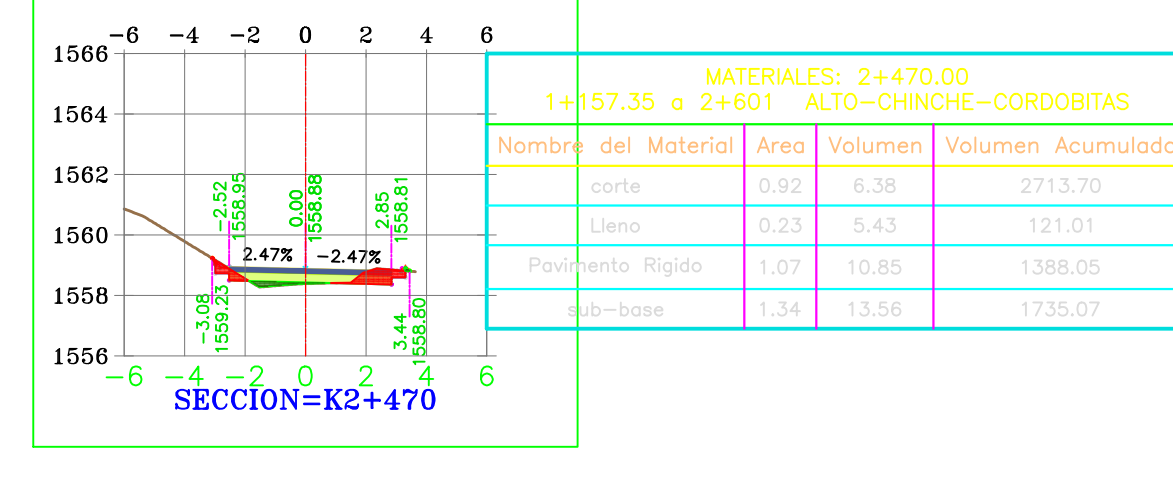 -6 -4 -2 0 2 4 6
1566
1564
1562
1560
1558
1556
-2.52
1558.95
0.00
1558.88
2.85
1558.81
2.47% -2.47%
-3.08
1559.23
3.44
1558.80
-6 -4 -2 0 2 4 6
SECCION=K2+470
MATERIALES: 2+470.00
1+157.35 a 2+601 ALTO-CHINCHE-CORDOBITAS
Nombre del Material Area Volumen Volumen Acumulado
corte 0.92 6.38 2713.70
Lleno 0.23 5.43 121.01
Pavimento Rigido 1.07 10.85 1388.05
sub-base 1.34 13.56 1735.07